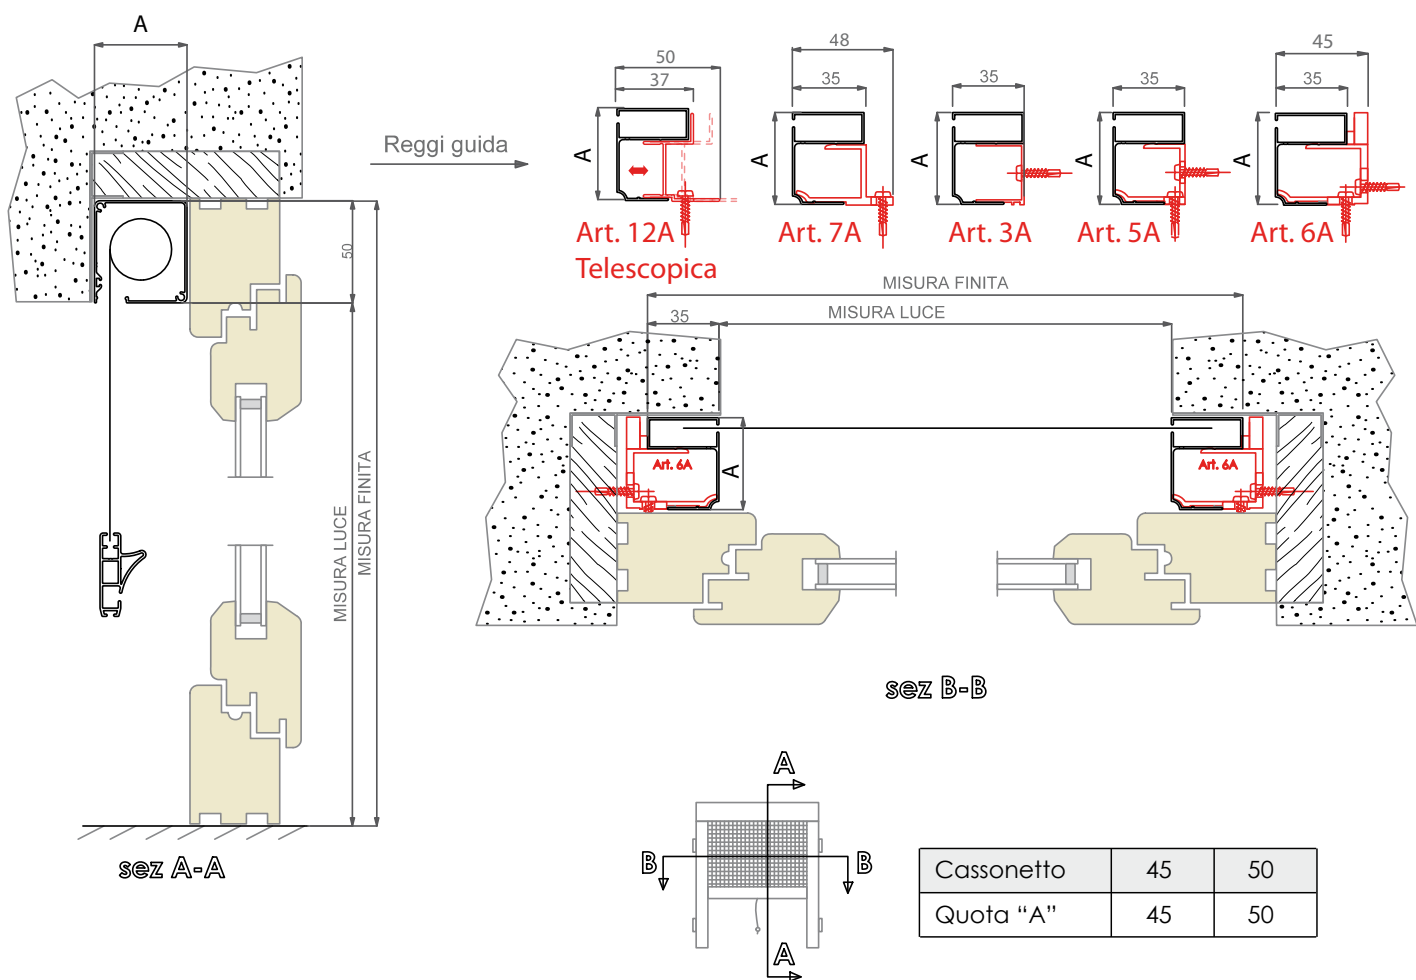 A
50
MISURA LUCE
MISURA FINITA
sez A-A
Reggi guida
50
37
A
Art. 12A
Telescopica
48
35
A
Art. 7A
35
A
Art. 3A
35
A
Art. 5A
45
35
A
Art. 6A
MISURA FINITA
35
MISURA LUCE
Art. 6A
A
Art. 6A
sez B-B
A
B
B
A
Cassonetto 45 50
Quota “A” 45 50